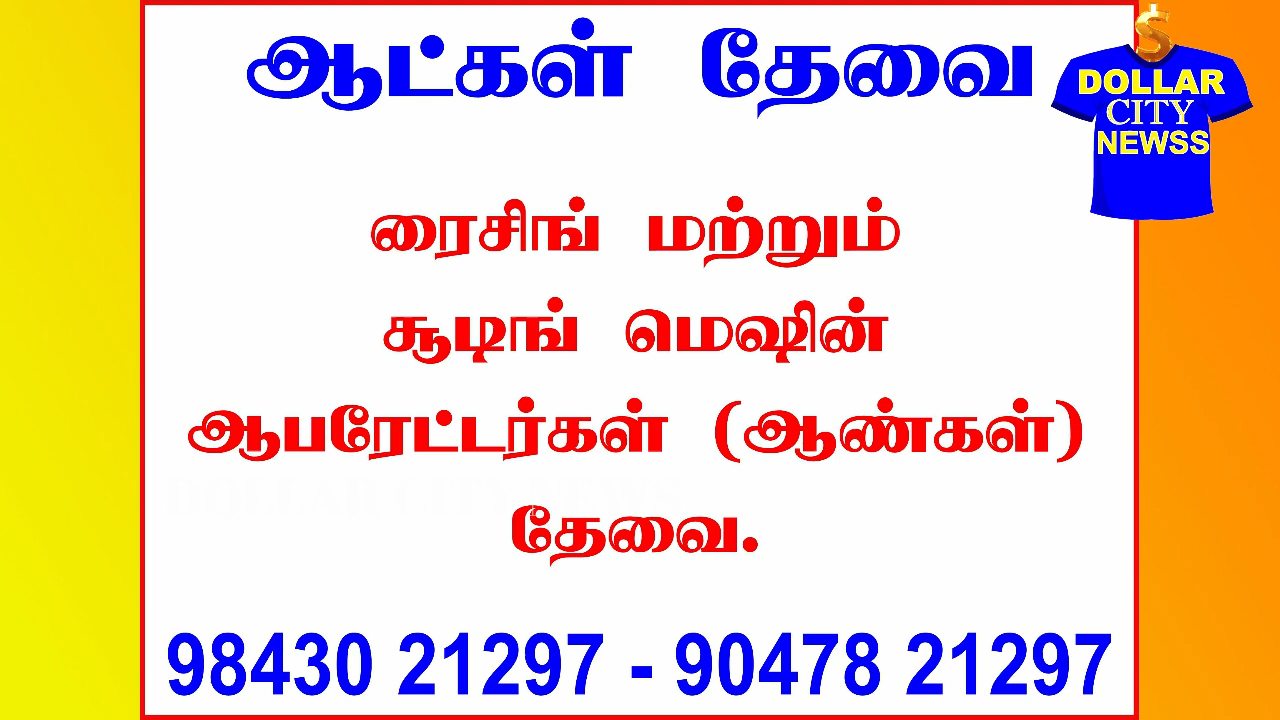 ஆட்கள் தேவை
DOLLAR
CITY
NEWSS
ரைசிங் மற்றும்
சூடிங் மெஷின்
ஆபரேட்டர்கள் (ஆண்கள்)
தேவை.
98430 21297 - 90478 21297